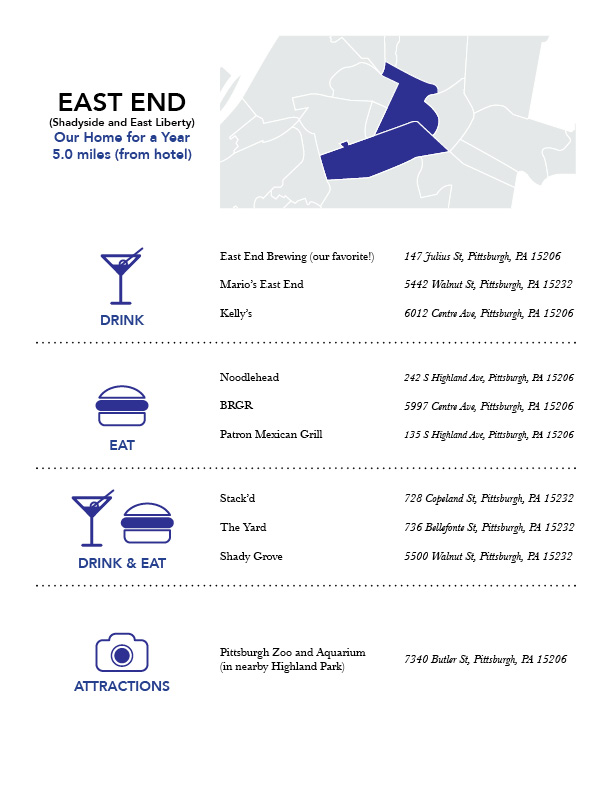 EAST END
(Shadyside and East Liberty)
Our Home for a Year
5.0 miles (from hotel)
DRINK
East End Brewing (our favorite!) 147 Julius St, Pittsburgh, PA 15206
Mario’s East End 5442 Walnut St, Pittsburgh, PA 15232
Kelly’s 6012 Centre Ave, Pittsburgh, PA 15206
EAT
Noodlehead 242 S Highland Ave, Pittsburgh, PA 15206
BRGR 5997 Centre Ave, Pittsburgh, PA 15206
Patron Mexican Grill 135 S Highland Ave, Pittsburgh, PA 15206
DRINK & EAT
Stack’d 728 Copeland St, Pittsburgh, PA 15232
The Yard 736 Bellefonte St, Pittsburgh, PA 15232
Shady Grove 5500 Walnut St, Pittsburgh, PA 15232
ATTRACTIONS
Pittsburgh Zoo and Aquarium
(in nearby Highland Park) 7340 Butler St, Pittsburgh, PA 15206